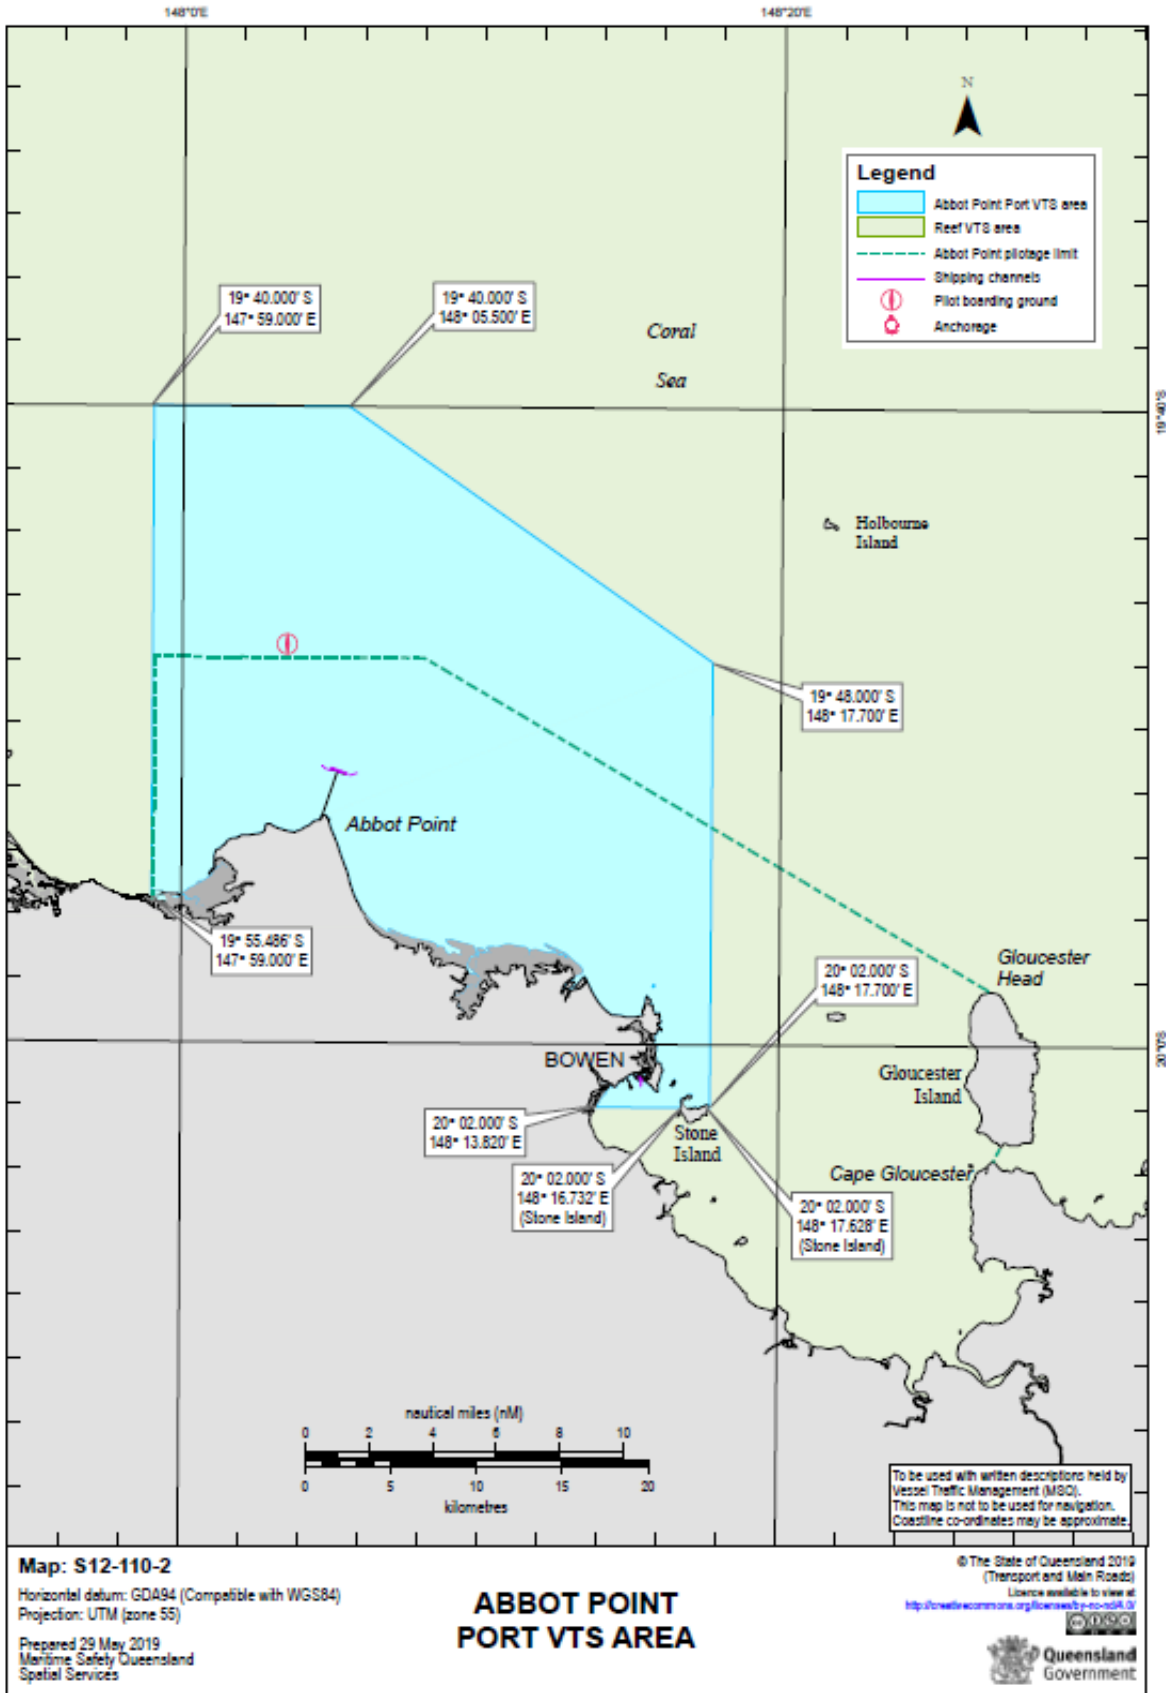 148°0'E
148°20'E
N
Legend
Abbot Point Port VTS area
Reef VTS area
Abbot Point pilotage limit
Shipping channels
Pilot boarding ground
Anchorage
19° 40.000' S
147° 59.000' E
19° 40.000' S
148° 05.500' E
Coral
Sea
19°40'S
Holbourne
Island
19° 48.000' S
148° 17.700' E
Abbot Point
19° 55.486' S
147° 59.000' E
20° 02.000' S
148° 17.700' E
Gloucester
Head
20°0'S
BOWEN
Gloucester
Island
20° 02.000' S
148° 13.820' E
Stone
Island
Cape Gloucester
20° 02.000' S
148° 16.732' E
(Stone Island)
20° 02.000' S
148° 17.628' E
(Stone Island)
nautical miles (nM)
0 2 4 6 8 10
0 5 10 15 20
kilometres
To be used with written descriptions held by
Vessel Traffic Management (MSQ).
This map is not to be used for navigation.
Coastline co-ordinates may be approximate.
Map: S12-110-2
Horizontal datum: GDA94 (Compatible with WGS84)
Projection: UTM (zone 55)
Prepared 29 May 2019
Maritime Safety Queensland
Spatial Services
ABBOT POINT
PORT VTS AREA
© The State of Queensland 2019
(Transport and Main Roads)
Licence available to view at
http://creativecommons.org/licenses/by-nc-nd/4.0/
Queensland
Government